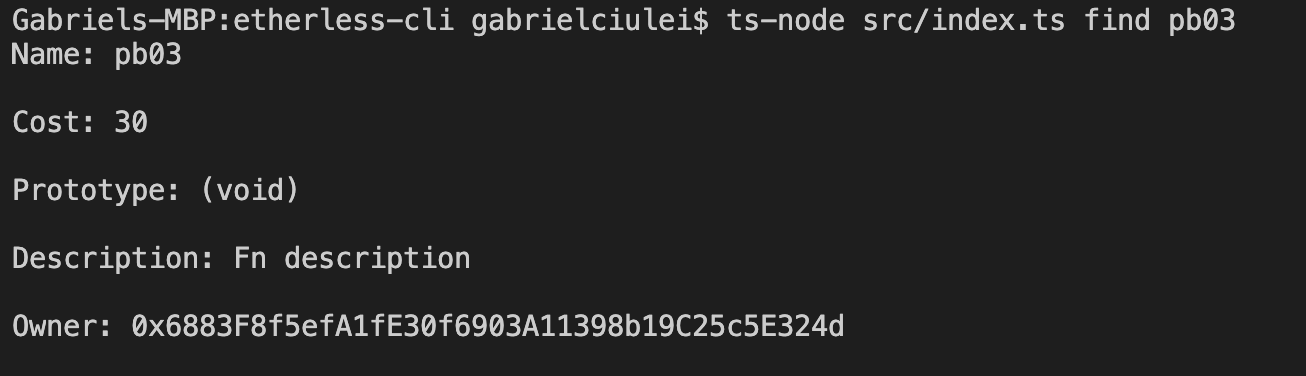 Gabriels-MBP:etherless-cli gabrielciulei$ ts-node src/index.ts find pb03
Name: pb03
Cost: 30
Prototype: (void)
Description: Fn description
Owner: 0x6883F8f5efA1fE30f6903A11398b19C25c5E324d